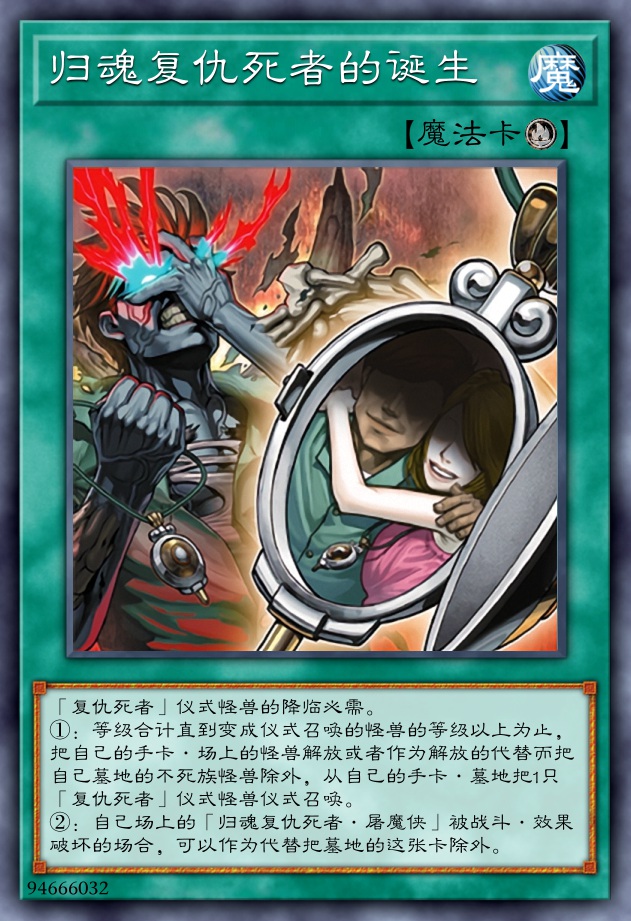 归魂复仇死者的诞生
魔
【魔法卡】
「复仇死者」仪式怪兽的降临必需。
①：等级合计直到变成仪式召唤的怪兽的等级以上为止，
把自己的手卡·场上的怪兽解放或者作为解放的代替而把
自己墓地的不死族怪兽除外，从自己的手卡·墓地把1只
「复仇死者」仪式怪兽仪式召唤。
②：自己场上的「归魂复仇死者·屠魔侠」被战斗·效果
破坏的场合，可以作为代替把墓地的这张卡除外。
94666032